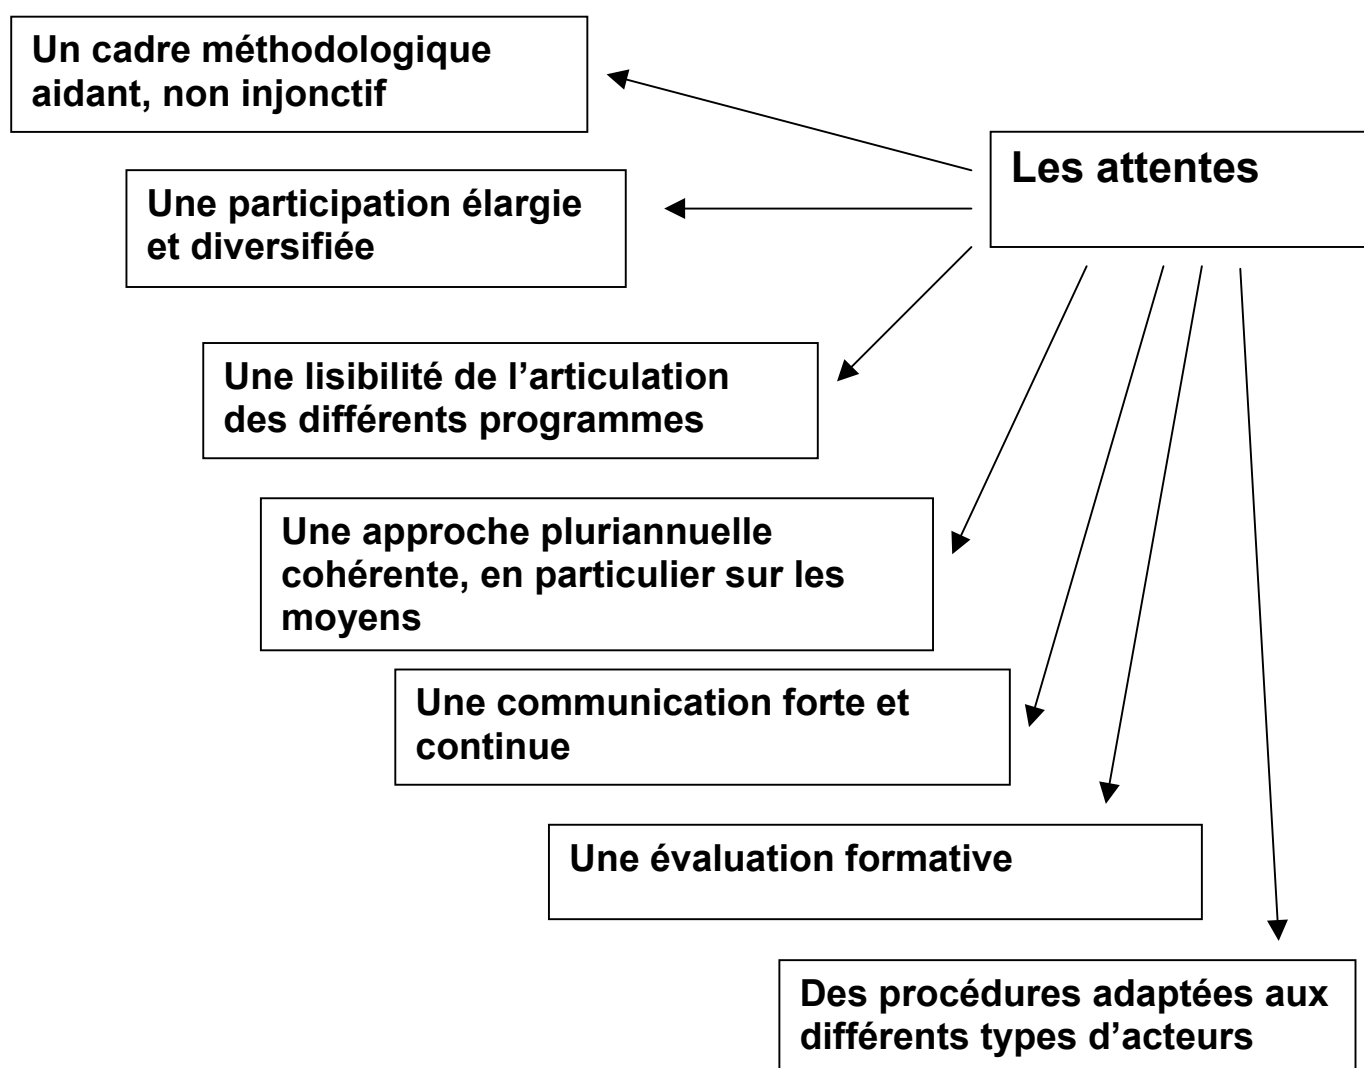 Un cadre méthodologique
aidant, non injonctif
Les attentes
Une participation élargie
et diversifiée
Une lisibilité de l’articulation
des différents programmes
Une approche pluriannuelle
cohérente, en particulier sur les
moyens
Une communication forte et
continue
Une évaluation formative
Des procédures adaptées aux
différents types d’acteurs